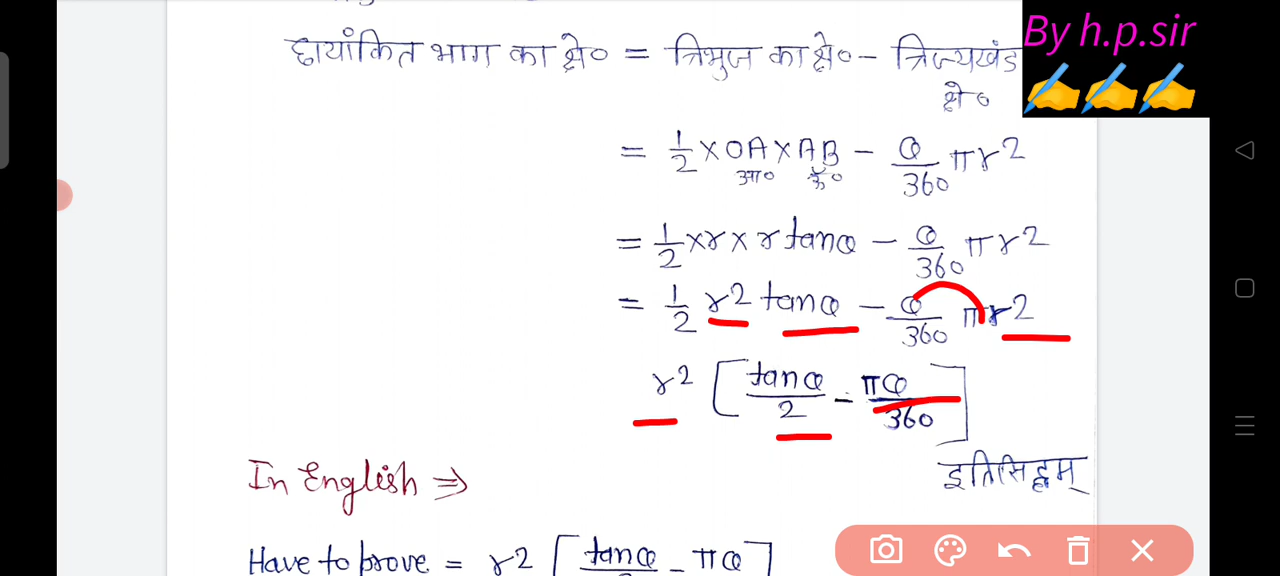 छायांकित भाग का क्षे० = त्रिभुज का क्षे० - त्रिज्यखंड
क्षे०
By h.p.sir
= 1/2 × OA × AB - θ/360 πr2
आ० ऊँ०
= 1/2 × r × r tanθ - θ/360 πr2
= 1/2 r2 tanθ - θ/360 πr2
r2 [tanθ/2 - πθ/360]
इतिसिद्धम्
In English ⇒
Have to prove = r2 [tanθ/2 - πθ]